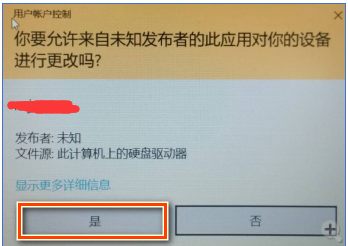 用户帐户控制
你要允许来自未知发布者的此应用对你的设备
进行更改吗?
发布者: 未知
文件源: 此计算机上的硬盘驱动器
显示更多详细信息
是
否